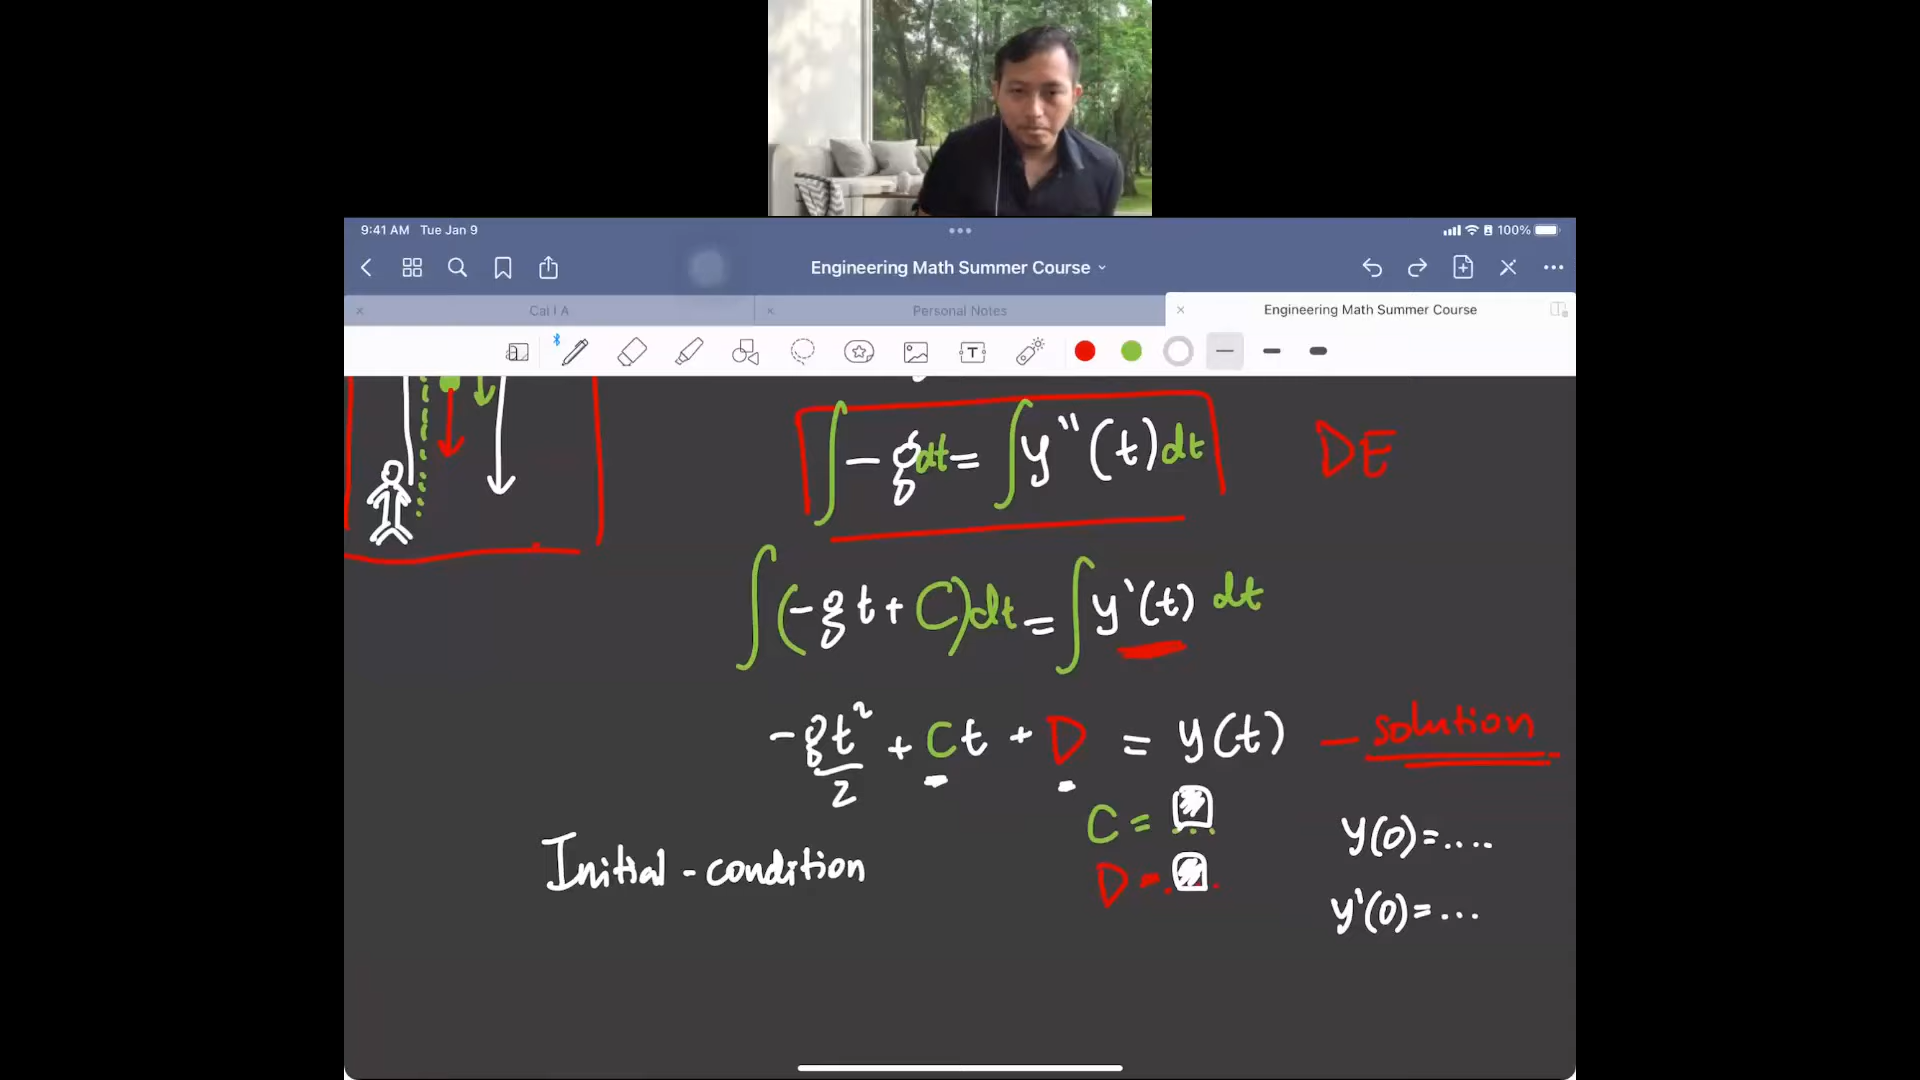 9:41 AM Tue Jan 9
100%
Engineering Math Summer Course
Cal I A
Personal Notes
Engineering Math Summer Course
∫ -g dt = ∫ y''(t) dt
DE
∫ (-gt + C) dt = ∫ y'(t) dt
-gt²/2 + Ct + D = y(t) - solution
C =
y(0)=....
Initial - condition
D =
y'(0)=...